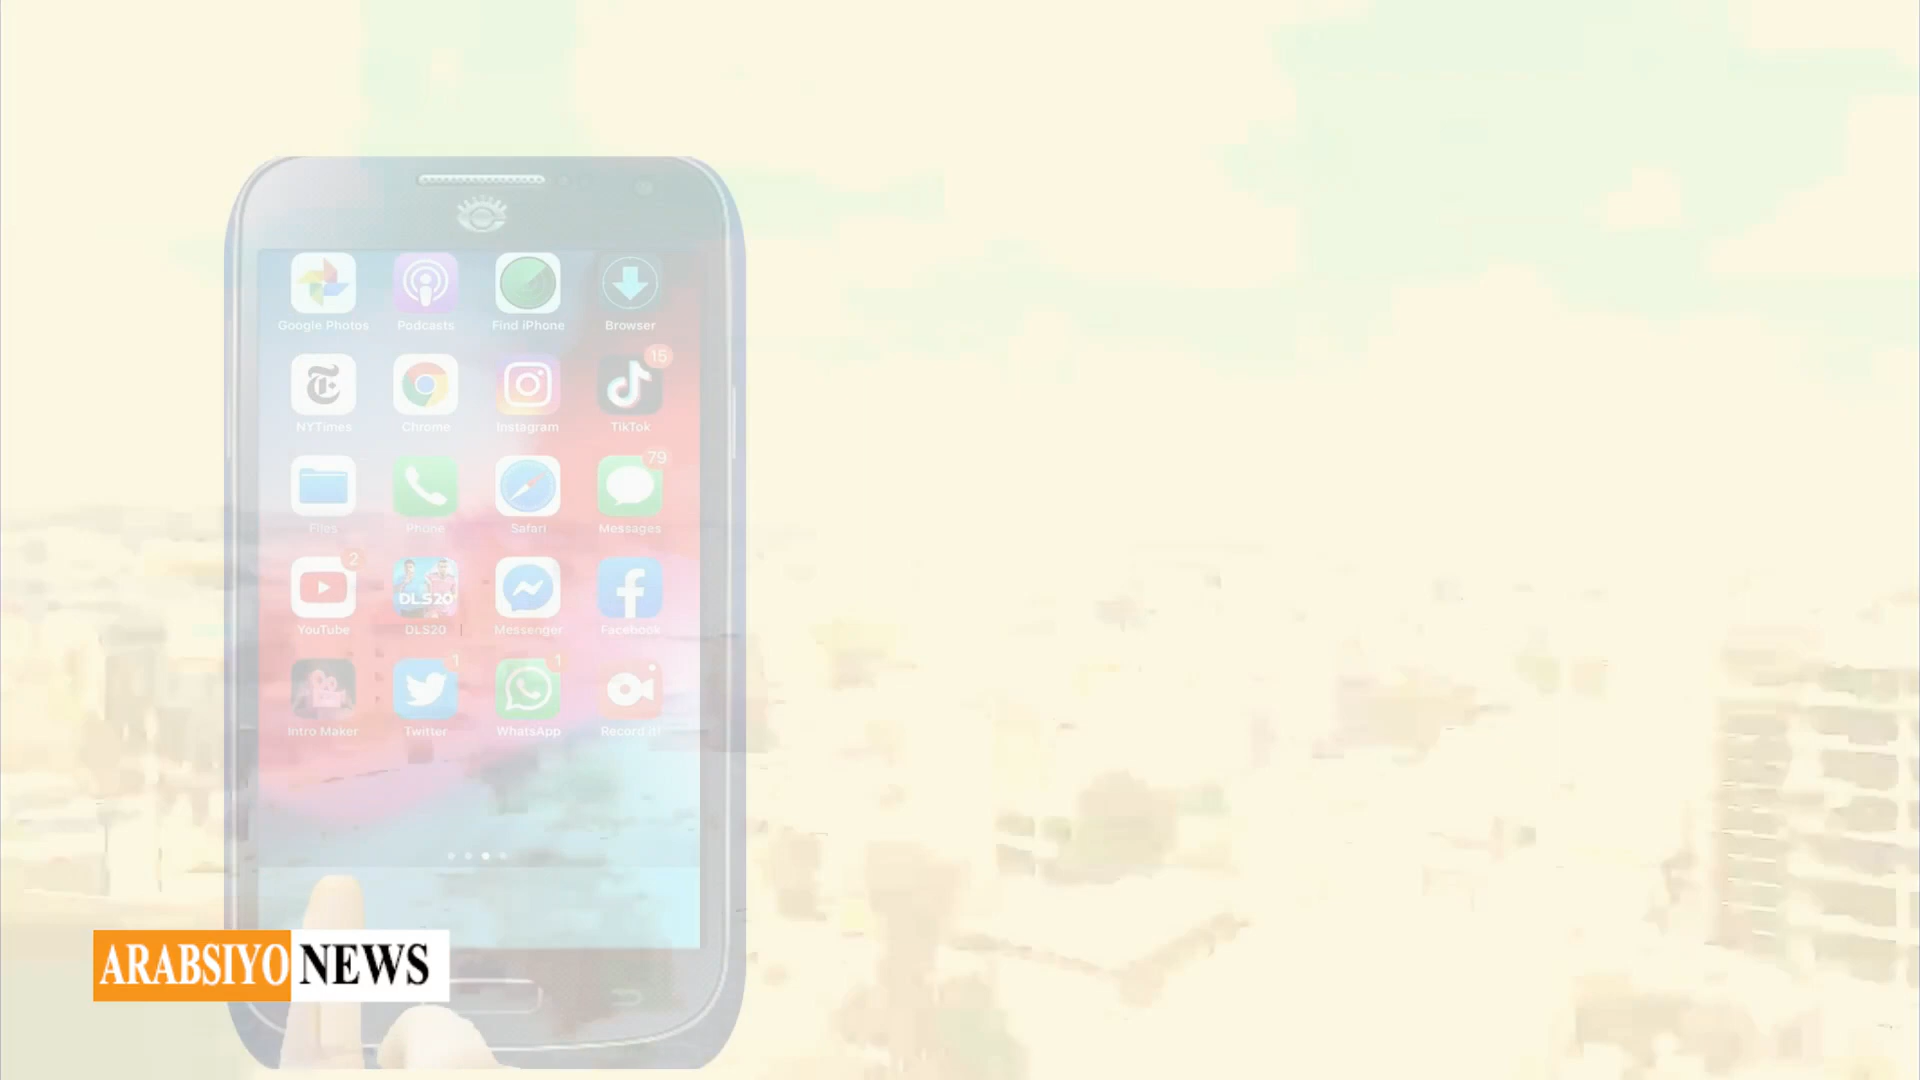 Google Photos Podcasts Find iPhone Browser
15
NYTimes Chrome Instagram TikTok
79
Files Phone Safari Messages
2
DLS20
YouTube DLS20 Messenger Facebook
1 1
Intro Maker Twitter WhatsApp Record it!
ARABSIYO NEWS